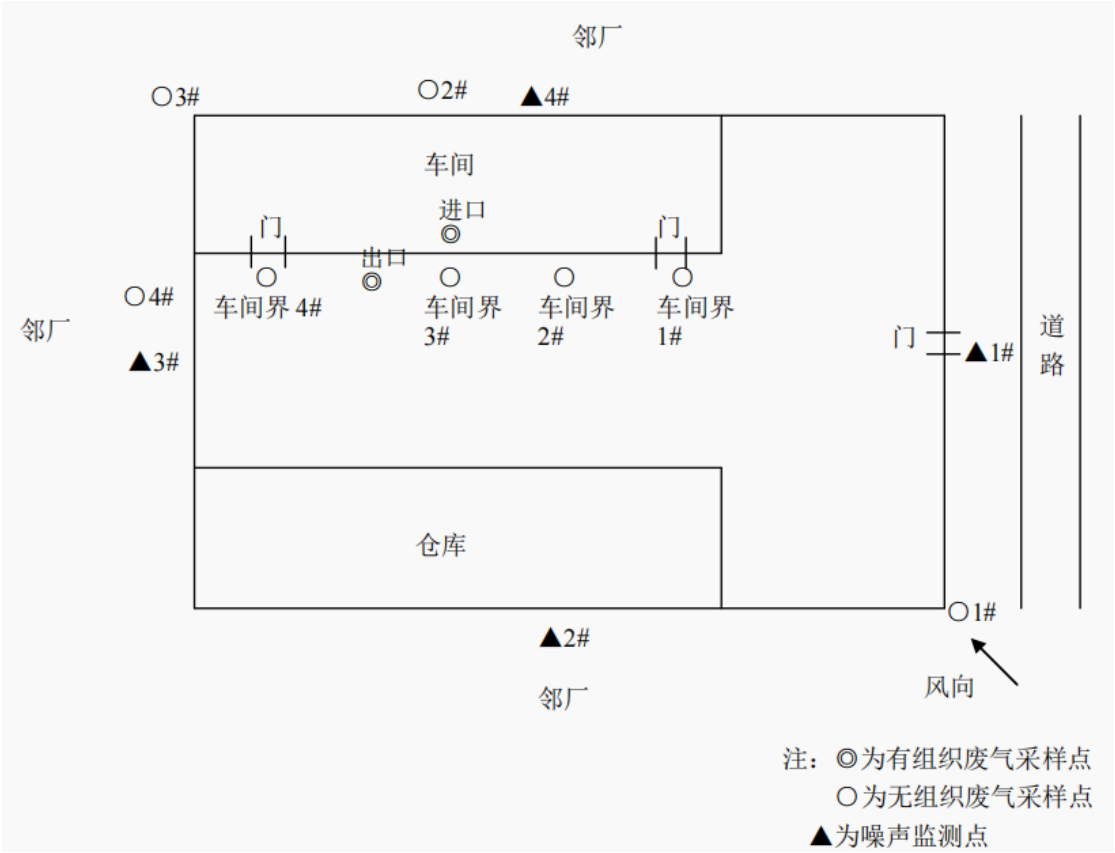 邻厂
○3#
○2#
▲4#
车间
进口
◎
门
门
出口
◎
○4#
车间界 4#
车间界
3#
车间界
2#
车间界
1#
邻厂
▲3#
门
▲1#
道
路
仓库
○1#
▲2#
风向
邻厂
注：◎为有组织废气采样点
○为无组织废气采样点
▲为噪声监测点